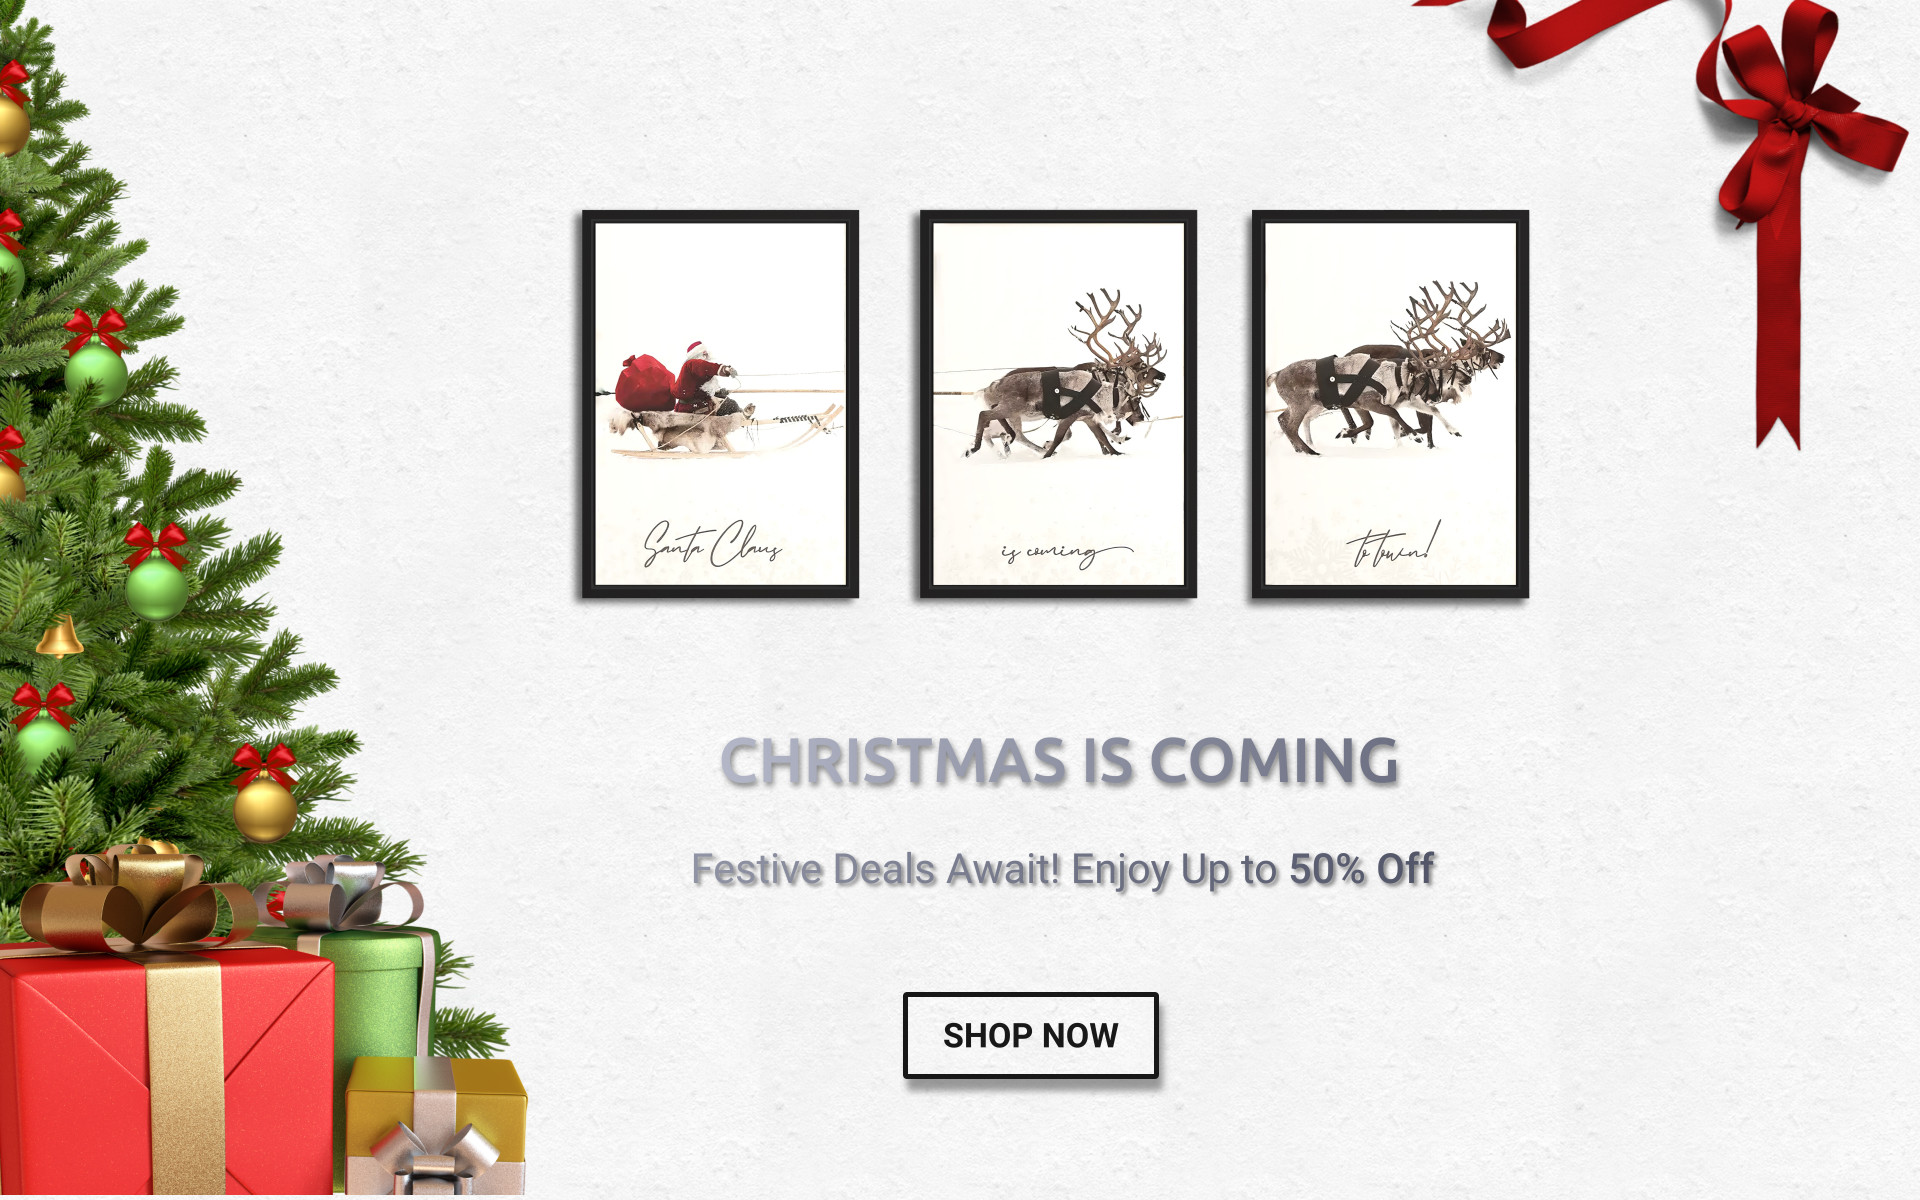 Santa Claus
is coming
to town!
CHRISTMAS IS COMING
Festive Deals Await! Enjoy Up to 50% Off
SHOP NOW